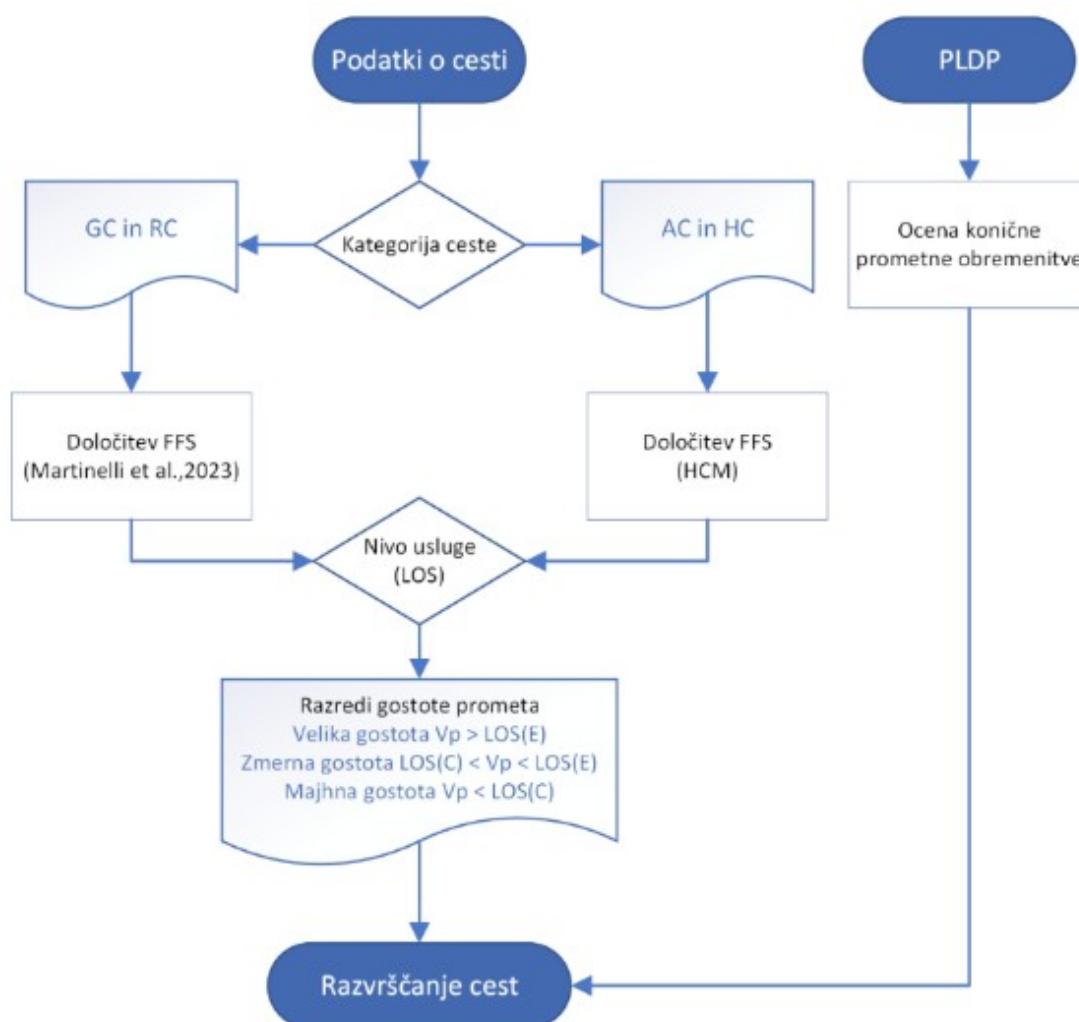 Podatki o cesti
PLDP
GC in RC
Kategorija ceste
AC in HC
Ocena konične
prometne obremenitve
Določitev FFS
(Martinelli et al.,2023)
Določitev FFS
(HCM)
Nivo usluge
(LOS)
Razredi gostote prometa
Velika gostota Vp > LOS(E)
Zmerna gostota LOS(C) < Vp < LOS(E)
Majhna gostota Vp < LOS(C)
Razvrščanje cest